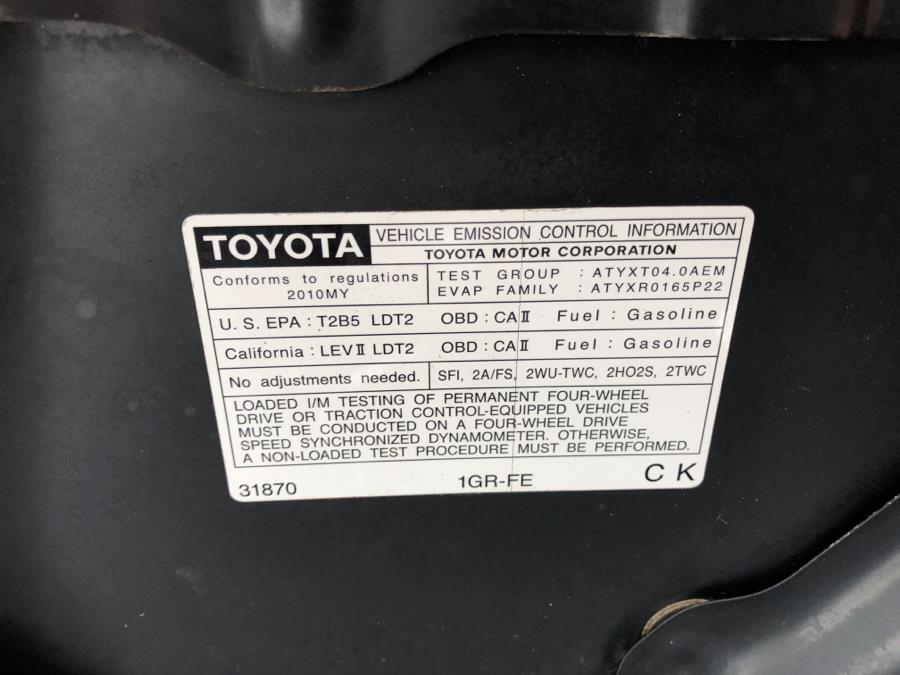 TOYOTA
VEHICLE EMISSION CONTROL INFORMATION
TOYOTA MOTOR CORPORATION
Conforms to regulations
2010MY
TEST GROUP : ATYXT04.0AEM
EVAP FAMILY : ATYXR0165P22
U. S. EPA : T2B5 LDT2 OBD : CAⅡ Fuel : Gasoline
California : LEVⅡ LDT2 OBD : CAⅡ Fuel : Gasoline
No adjustments needed. SFI, 2A/FS, 2WU-TWC, 2HO2S, 2TWC
LOADED I/M TESTING OF PERMANENT FOUR-WHEEL
DRIVE OR TRACTION CONTROL-EQUIPPED VEHICLES
MUST BE CONDUCTED ON A FOUR-WHEEL DRIVE
SPEED SYNCHRONIZED DYNAMOMETER. OTHERWISE,
A NON-LOADED TEST PROCEDURE MUST BE PERFORMED.
31870 1GR-FE C K